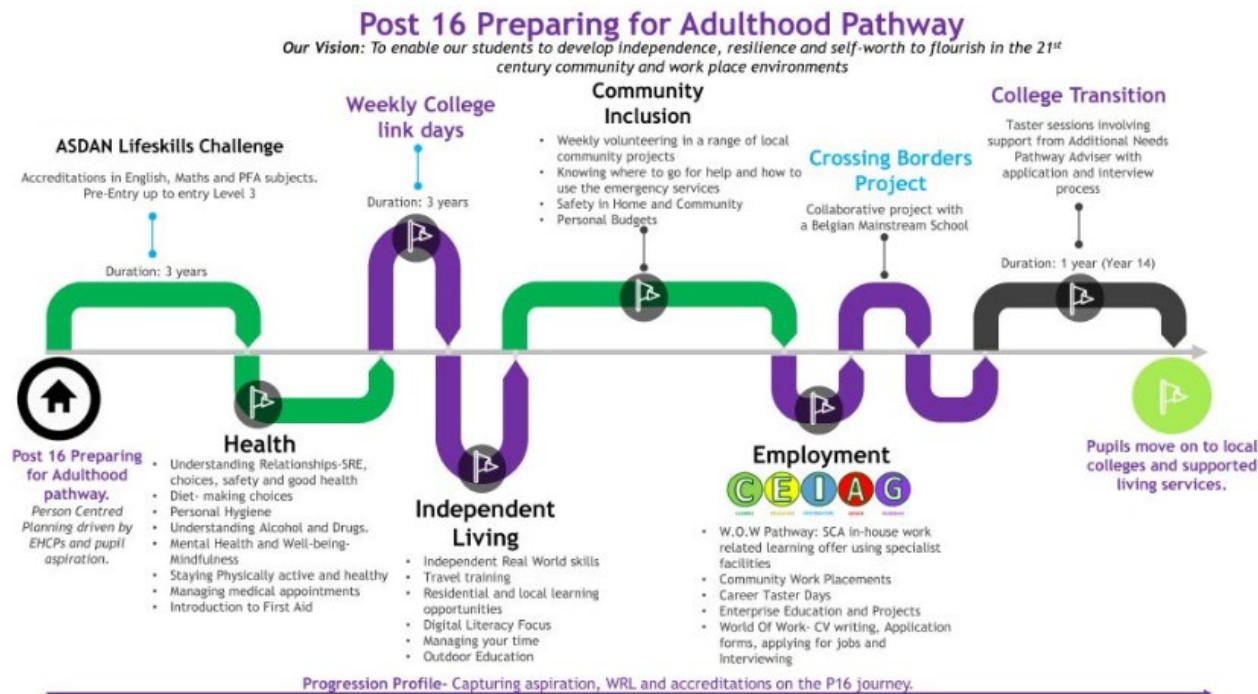 Post 16 Preparing for Adulthood Pathway
Our Vision: To enable our students to develop independence, resilience and self-worth to flourish in the 21st
century community and work place environments
ASDAN Lifeskills Challenge
Accreditations in English, Maths and PFA subjects.
Pre-Entry up to entry Level 3
Duration: 3 years
Weekly College
link days
Duration: 3 years
Community
Inclusion
• Weekly volunteering in a range of local
community projects
• Knowing where to go for help and how to
use the emergency services
• Safety in Home and Community
• Personal Budgets
Crossing Borders
Project
Collaborative project with
a Belgian Mainstream School
College Transition
Taster sessions involving
support from Additional Needs
Pathway Adviser with
application and interview
process
Duration: 1 year (Year 14)
Post 16 Preparing
for Adulthood
pathway.
Person Centred
Planning driven by
EHCPs and pupil
aspiration.
Health
• Understanding Relationships-SRE,
choices, safety and good health
• Diet- making choices
• Personal Hygiene
• Understanding Alcohol and Drugs.
• Mental Health and Well-being-
Mindfulness
• Staying Physically active and healthy
• Managing medical appointments
• Introduction to First Aid
Independent
Living
• Independent Real World skills
• Travel training
• Residential and local learning
opportunities
• Digital Literacy Focus
• Managing your time
• Outdoor Education
Employment
CEIAG
• W.O.W Pathway: SCA in-house work
related learning offer using specialist
facilities
• Community Work Placements
• Career Taster Days
• Enterprise Education and Projects
• World Of Work- CV writing, Application
forms, applying for jobs and
Interviewing
Pupils move on to local
colleges and supported
living services.
Progression Profile- Capturing aspiration, WRL and accreditations on the P16 journey.